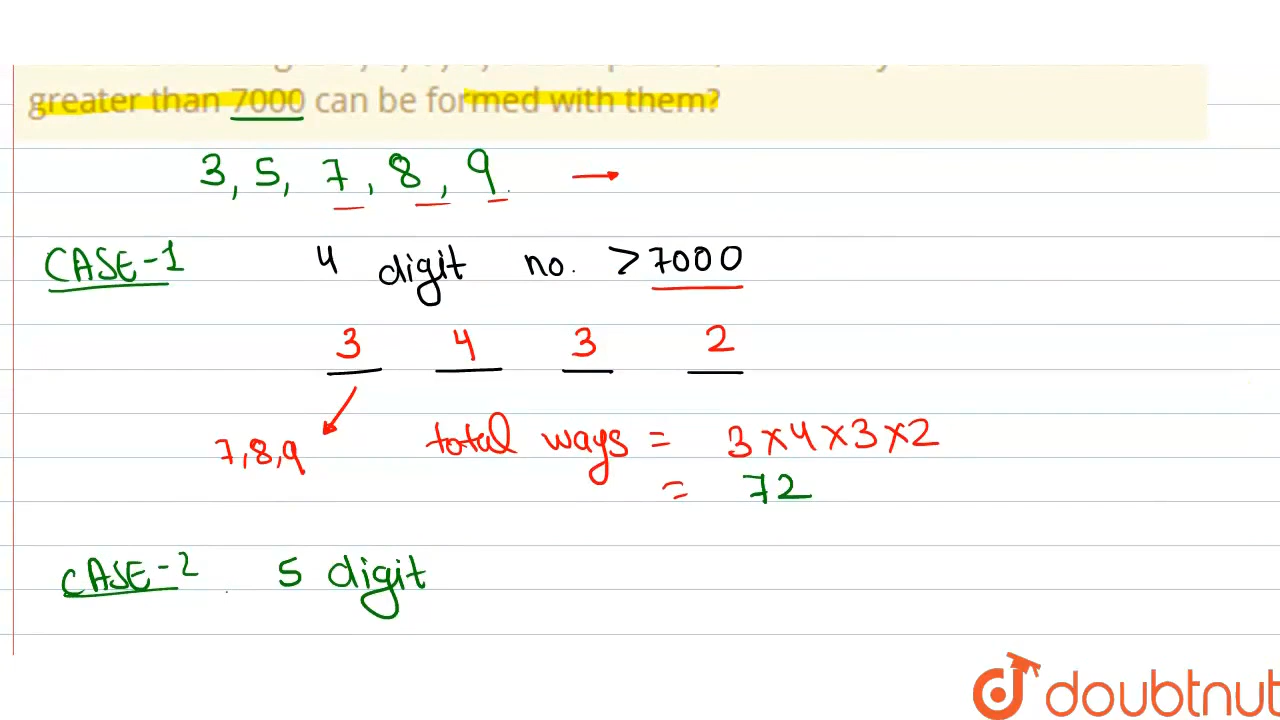 greater than 7000 can be formed with them?
3, 5, 7, 8, 9
CASE-1 4 digit no. >7000
3 4 3 2
7,8,9 total ways = 3×4×3×2
= 72
CASE-2 5 digit
doubtnut